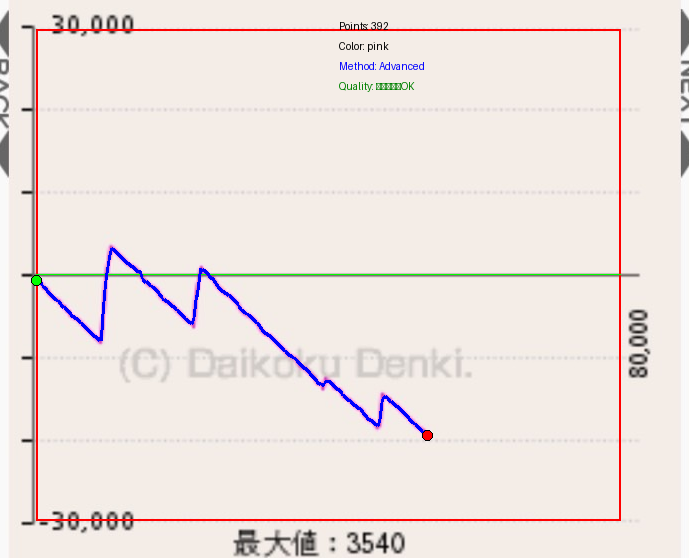 30,000
Points: 392
Color: pink
Method: Advanced
Quality: OK
BACK
NEXT
80,000
(C) Daikoku Denki.
-30,000
最大値：3540